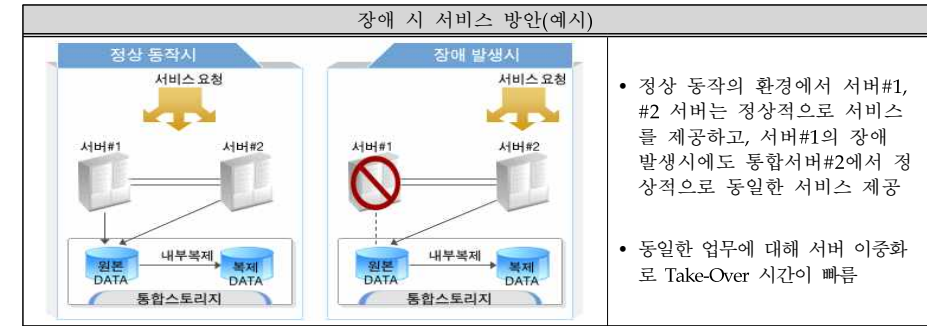 장애 시 서비스 방안(예시)
정상 동작시
서비스 요청
서버#1
서버#2
원본
DATA
내부복제
복제
DATA
통합스토리지
장애 발생시
서비스 요청
서버#1
서버#2
원본
DATA
내부복제
복제
DATA
통합스토리지
• 정상 동작의 환경에서 서버#1,
#2 서버는 정상적으로 서비스
를 제공하고, 서버#1의 장애
발생시에도 통합서버#2에서 정
상적으로 동일한 서비스 제공
• 동일한 업무에 대해 서버 이중화
로 Take-Over 시간이 빠름